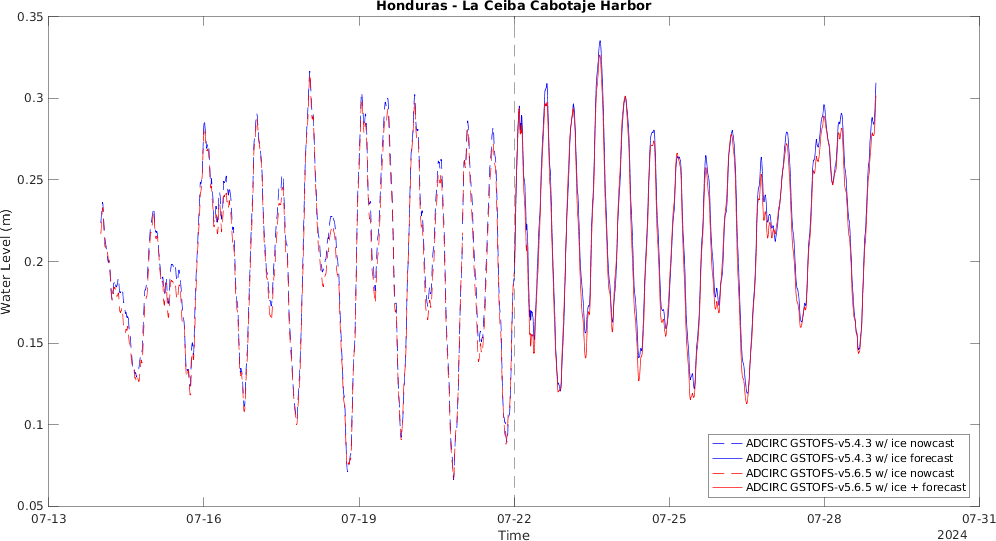 Honduras - La Ceiba Cabotaje Harbor
0.35
0.3
0.25
0.2
0.15
0.1
0.05
Water Level (m)
ADCIRC GSTOFS-v5.4.3 w/ ice nowcast
ADCIRC GSTOFS-v5.4.3 w/ ice forecast
ADCIRC GSTOFS-v5.6.5 w/ ice nowcast
ADCIRC GSTOFS-v5.6.5 w/ ice + forecast
07-13 07-16 07-19 07-22 07-25 07-28 07-31
Time
2024